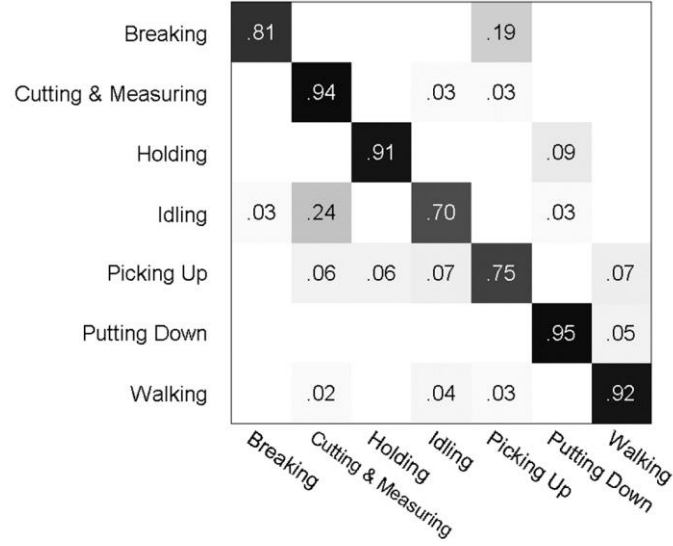 Breaking .81 .19
Cutting & Measuring .94 .03 .03
Holding .91 .09
Idling .03 .24 .70 .03
Picking Up .06 .06 .07 .75 .07
Putting Down .95 .05
Walking .02 .04 .03 .92
Breaking
Cutting & Measuring
Holding
Idling
Picking Up
Putting Down
Walking